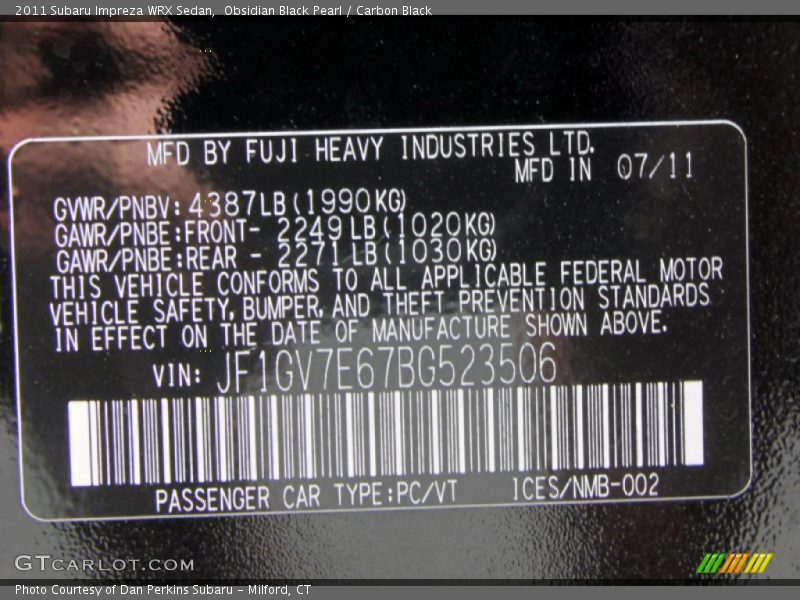 2011 Subaru Impreza WRX Sedan,  Obsidian Black Pearl / Carbon Black
MFD BY FUJI HEAVY INDUSTRIES LTD.
MFD IN 07/11
GVWR/PNBV: 4387LB(1990KG)
GAWR/PNBE:FRONT- 2249LB(1020KG)
GAWR/PNBE:REAR - 2271LB(1030KG)
THIS VEHICLE CONFORMS TO ALL APPLICABLE FEDERAL MOTOR
VEHICLE SAFETY, BUMPER, AND THEFT PREVENTION STANDARDS
IN EFFECT ON THE DATE OF MANUFACTURE SHOWN ABOVE.
VIN: JF1GV7E67BG523506
PASSENGER CAR TYPE:PC/VT ICES/NMB-002
GTCARLOT.COM
Photo Courtesy of Dan Perkins Subaru - Milford, CT